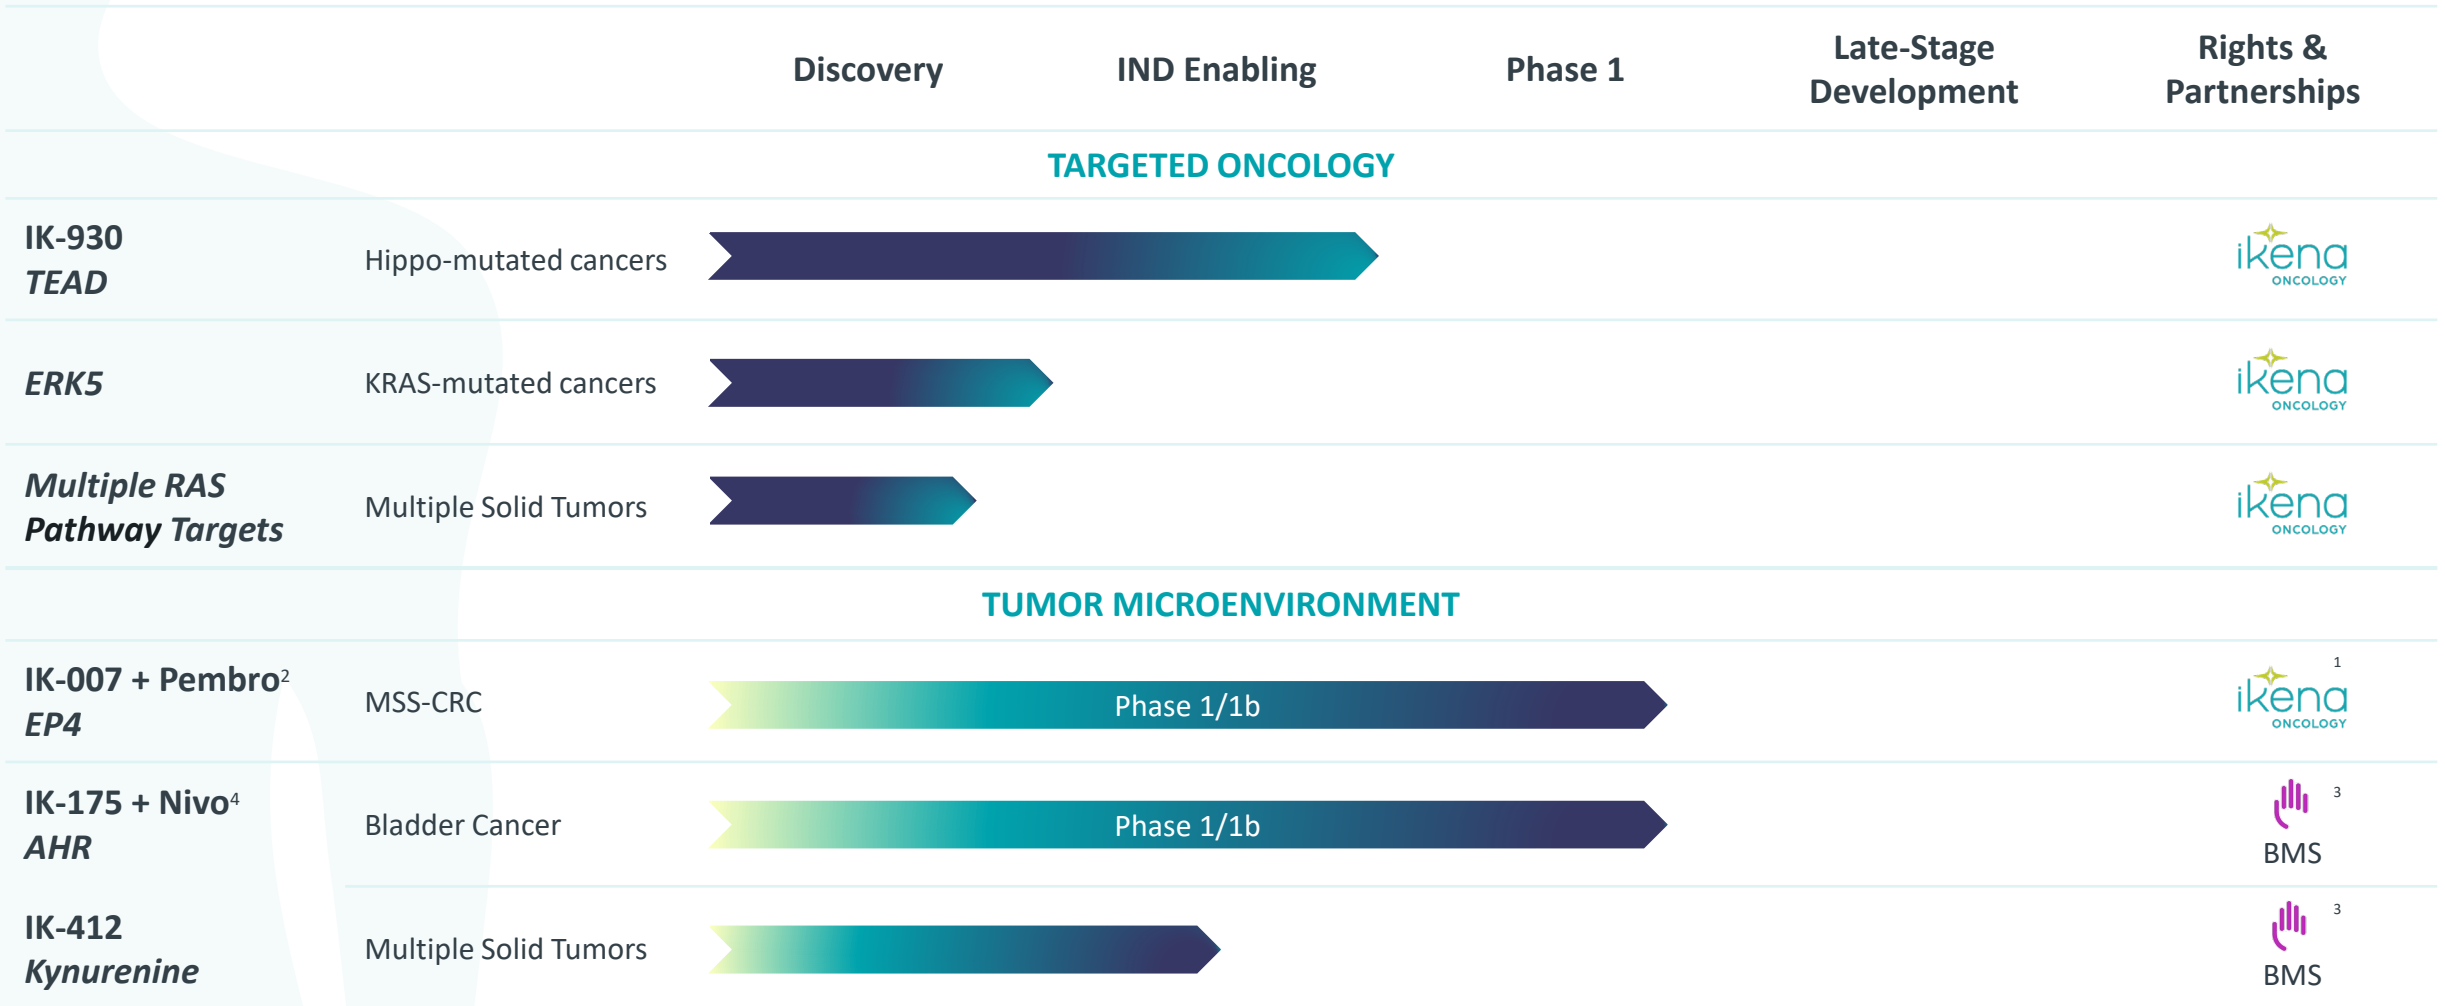 Discovery
IND Enabling
Phase 1
Late-Stage
Development
Rights &
Partnerships
TARGETED ONCOLOGY
IK-930
TEAD
Hippo-mutated cancers
ikena
ONCOLOGY
ERK5
KRAS-mutated cancers
ikena
ONCOLOGY
Multiple RAS
Pathway Targets
Multiple Solid Tumors
ikena
ONCOLOGY
TUMOR MICROENVIRONMENT
IK-007 + Pembro²
EP4
MSS-CRC
Phase 1/1b
ikena
ONCOLOGY
1
IK-175 + Nivo⁴
AHR
Bladder Cancer
Phase 1/1b
3
BMS
IK-412
Kynurenine
Multiple Solid Tumors
3
BMS